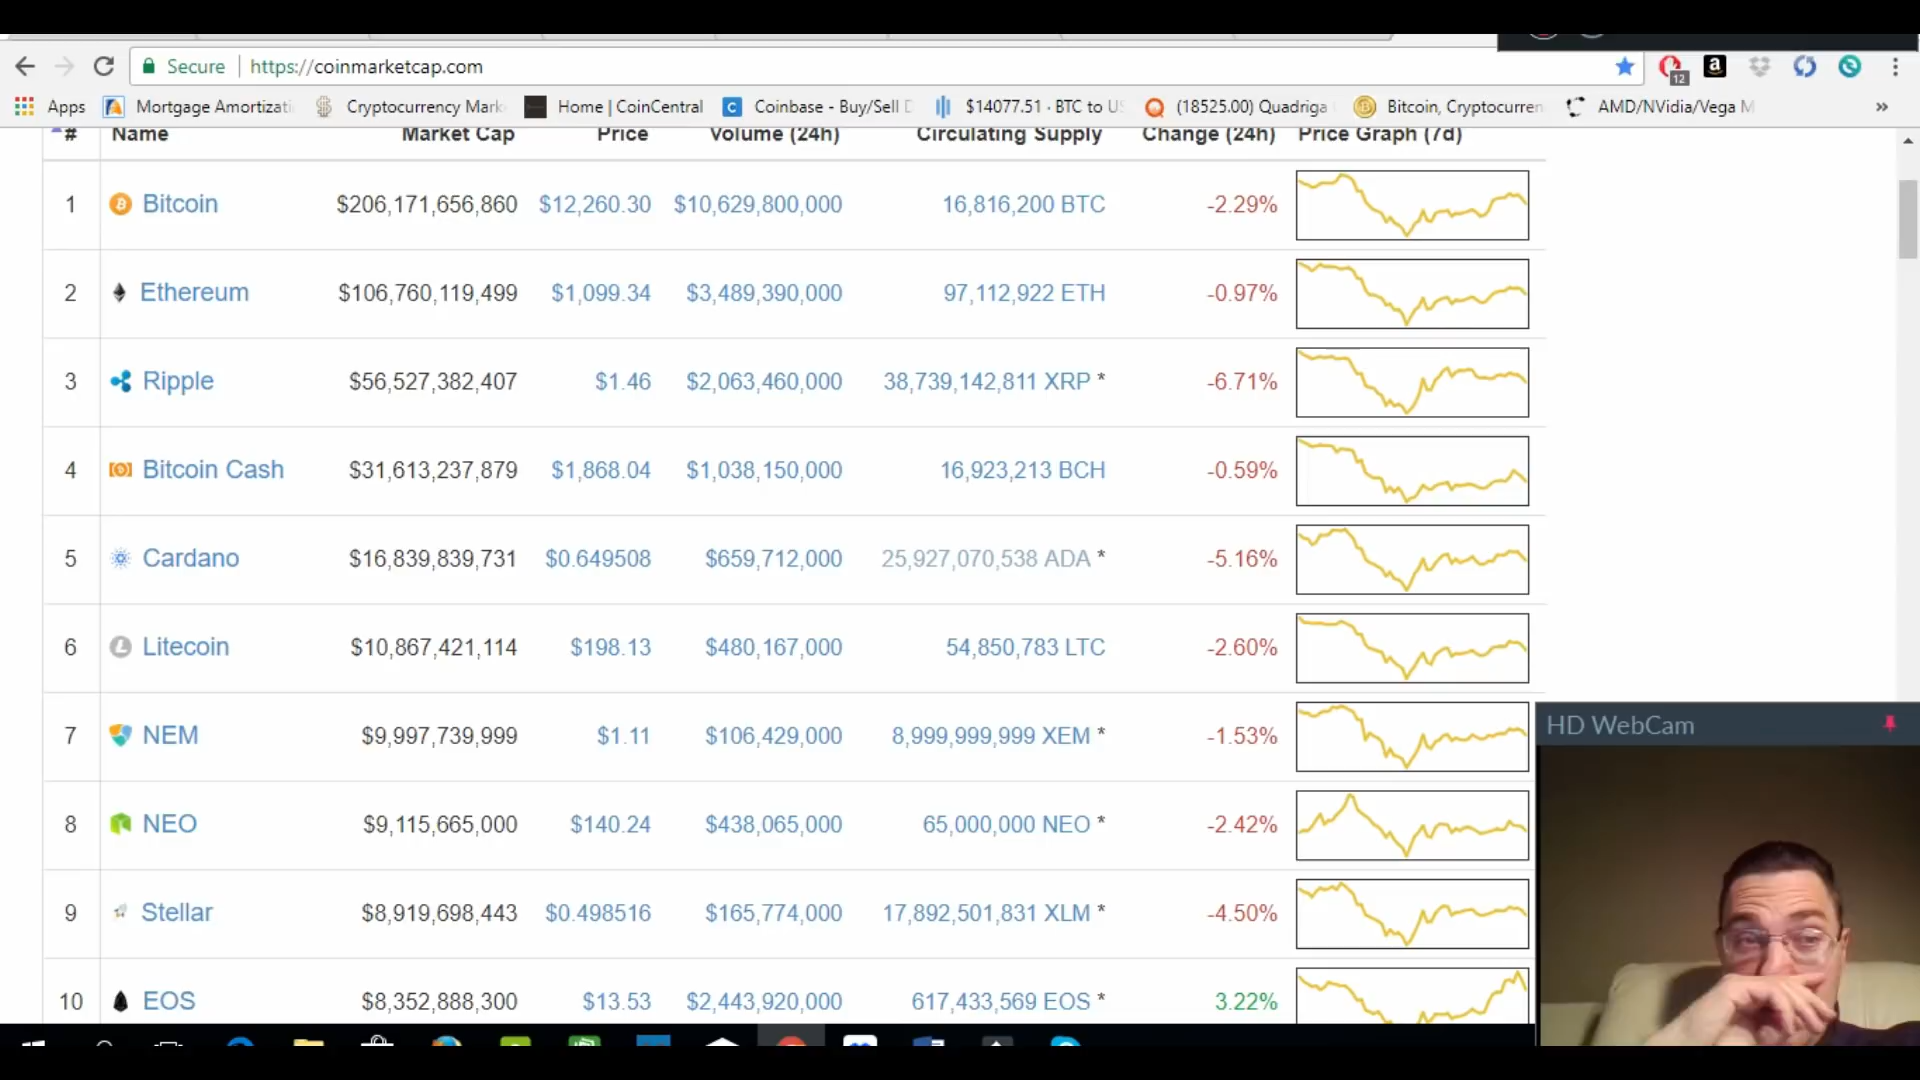 Secure https://coinmarketcap.com
12
a
Apps Mortgage Amortizati Cryptocurrency Mark Home | CoinCentral C Coinbase - Buy/Sell D $14077.51 · BTC to US (18525.00) Quadriga Bitcoin, Cryptocurren AMD/NVidia/Vega M »
# Name Market Cap Price Volume (24h) Circulating Supply Change (24h) Price Graph (7d)
1 Bitcoin $206,171,656,860 $12,260.30 $10,629,800,000 16,816,200 BTC -2.29%
2 Ethereum $106,760,119,499 $1,099.34 $3,489,390,000 97,112,922 ETH -0.97%
3 Ripple $56,527,382,407 $1.46 $2,063,460,000 38,739,142,811 XRP * -6.71%
4 Bitcoin Cash $31,613,237,879 $1,868.04 $1,038,150,000 16,923,213 BCH -0.59%
5 Cardano $16,839,839,731 $0.649508 $659,712,000 25,927,070,538 ADA * -5.16%
6 Litecoin $10,867,421,114 $198.13 $480,167,000 54,850,783 LTC -2.60%
7 NEM $9,997,739,999 $1.11 $106,429,000 8,999,999,999 XEM * -1.53%
HD WebCam
8 NEO $9,115,665,000 $140.24 $438,065,000 65,000,000 NEO * -2.42%
9 Stellar $8,919,698,443 $0.498516 $165,774,000 17,892,501,831 XLM * -4.50%
10 EOS $8,352,888,300 $13.53 $2,443,920,000 617,433,569 EOS * 3.22%